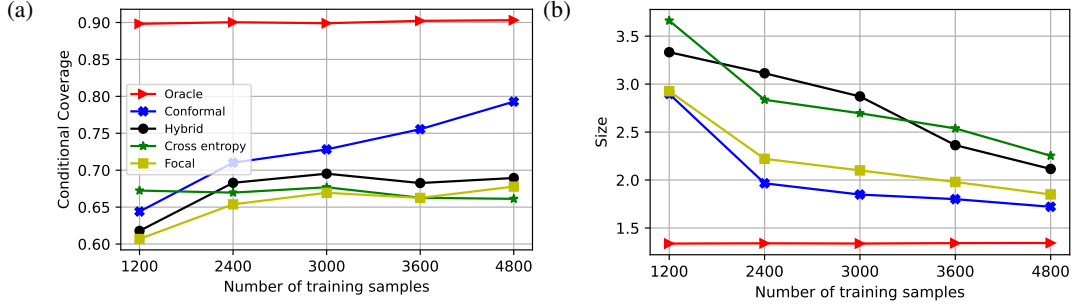 (a)
Conditional Coverage
0.90
0.85
0.80
0.75
0.70
0.65
0.60
Oracle
Conformal
Hybrid
Cross entropy
Focal
1200 2400 3000 3600 4800
Number of training samples
(b)
Size
3.5
3.0
2.5
2.0
1.5
1200 2400 3000 3600 4800
Number of training samples